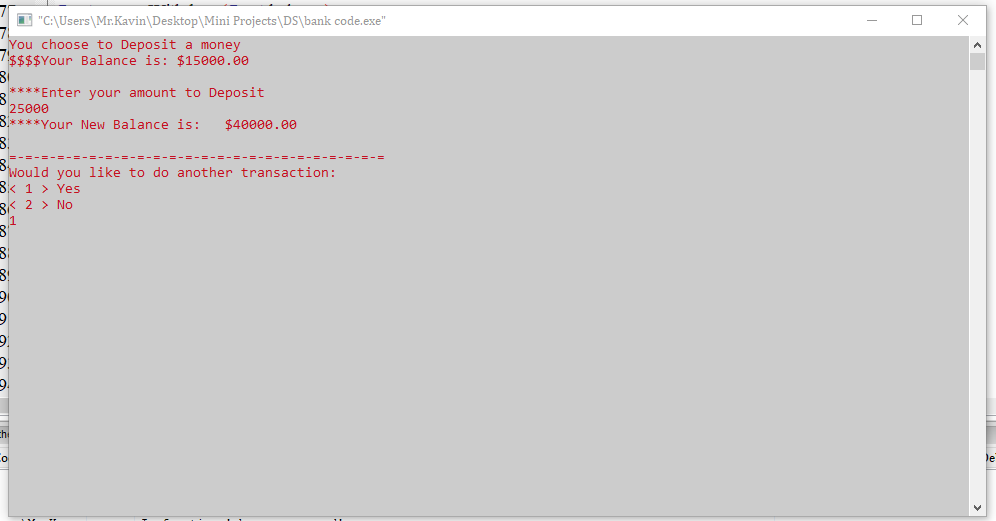 "C:\Users\Mr.Kavin\Desktop\Mini Projects\DS\bank code.exe"
You choose to Deposit a money
$$$$Your Balance is: $15000.00
****Enter your amount to Deposit
25000
****Your New Balance is:   $40000.00
=-=-=-=-=-=-=-=-=-=-=-=-=-=-=-=-=-=-=-=-=-=-=-=
Would you like to do another transaction:
< 1 > Yes
< 2 > No
1